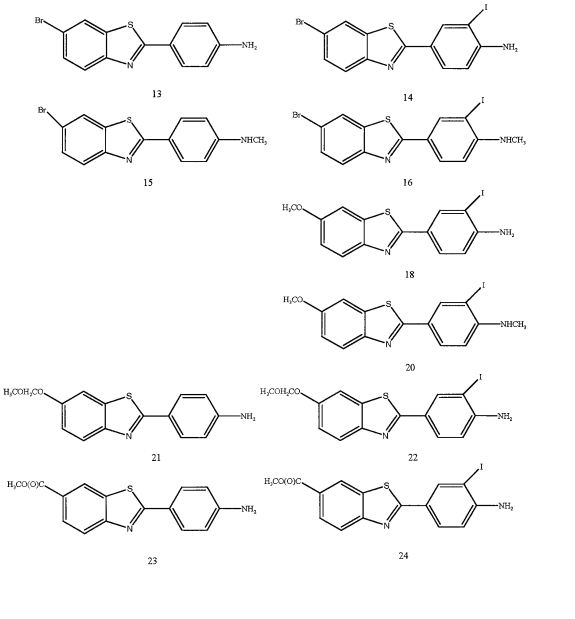 Br S N NH₂ Br S N I NH₂
13 14
Br S N NHCH₃ Br S N I NHCH₃
15 16
H₃CO S N I NH₂
18
H₃CO S N I NHCH₃
20
H₃COH₂CO S N NH₂ H₃COH₂CO S N I NH₂
21 22
H₃CO(O)C S N NH₂ H₃CO(O)C S N I NH₂
23 24